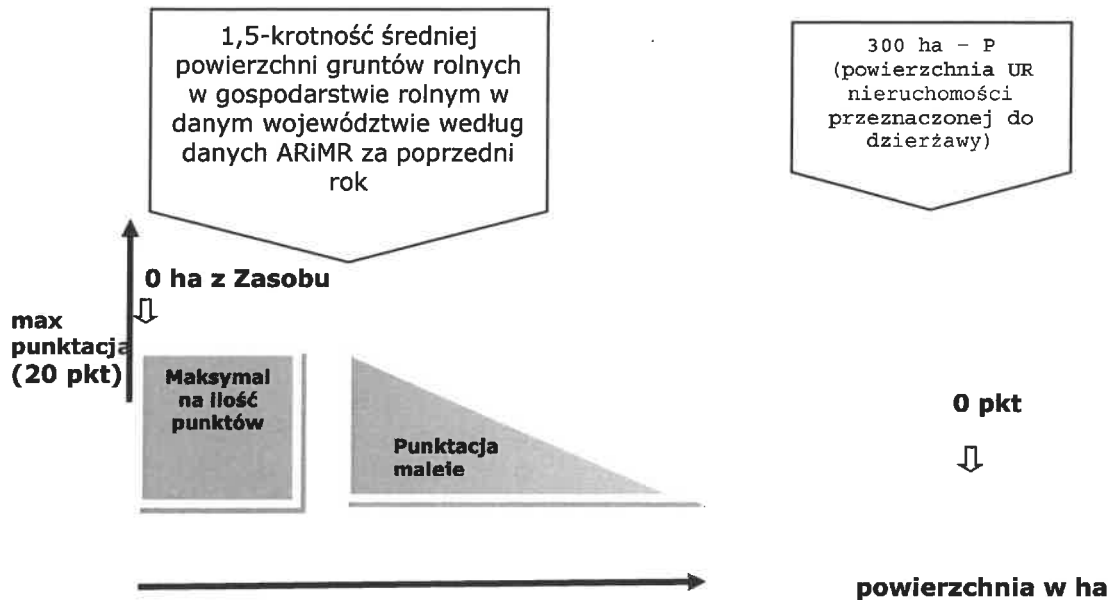 1,5-krotność średniej
powierzchni gruntów rolnych
w gospodarstwie rolnym w
danym województwie według
danych ARiMR za poprzedni
rok
300 ha – P
(powierzchnia UR
nieruchomości
przeznaczonej do
dzierżawy)
0 ha z Zasobu
max
punktacja
(20 pkt)
Maksymal
na ilość
punktów
Punktacja
maleje
0 pkt
powierzchnia w ha